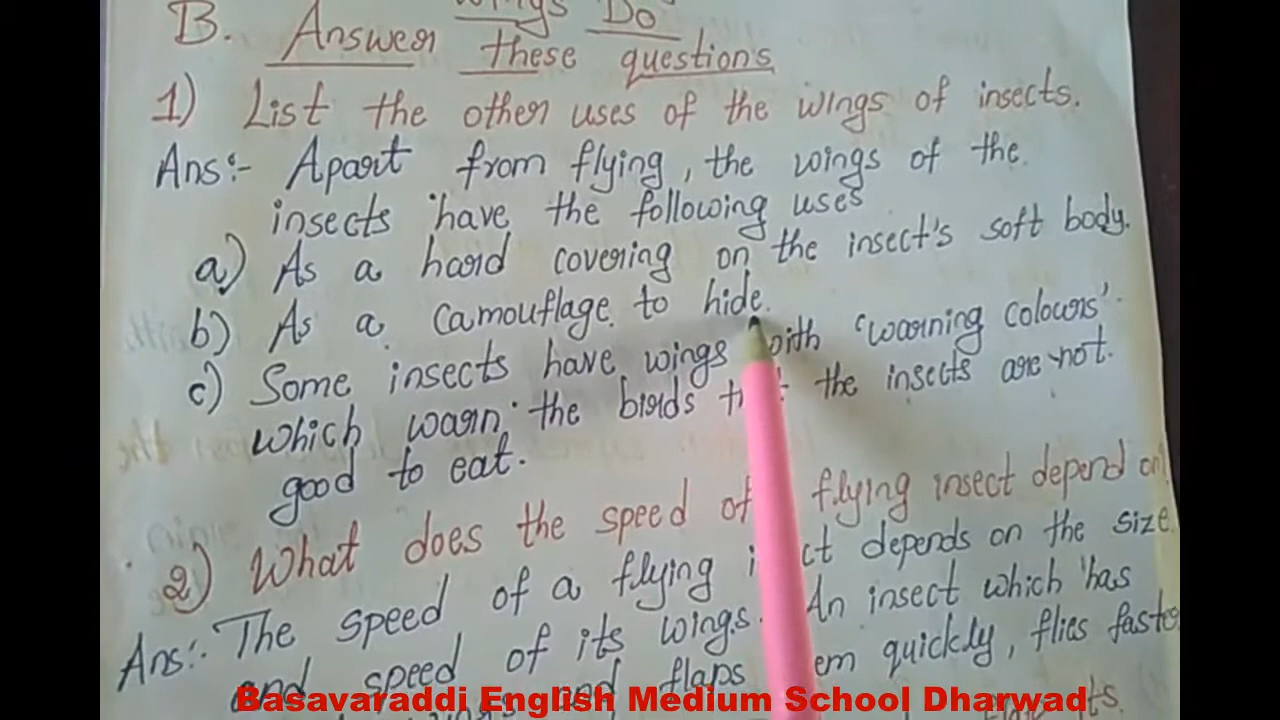 wings Do
B. Answer these questions
1) List the other uses of the wings of insects.
Ans:- Apart from flying, the wings of the
insects have the following uses
a) As a hard covering on the insect's soft body.
b) As a camouflage to hide.
c) Some insects have wings with 'warning colours'.
which warn the birds the insects are not
good to eat.
2) What does the speed of flying insect depend on
Ans:- The speed of a flying depends on the size
and speed of its wings. An insect which has
and flaps quickly, flies faste
Basavaraddi English Medium School Dharwad